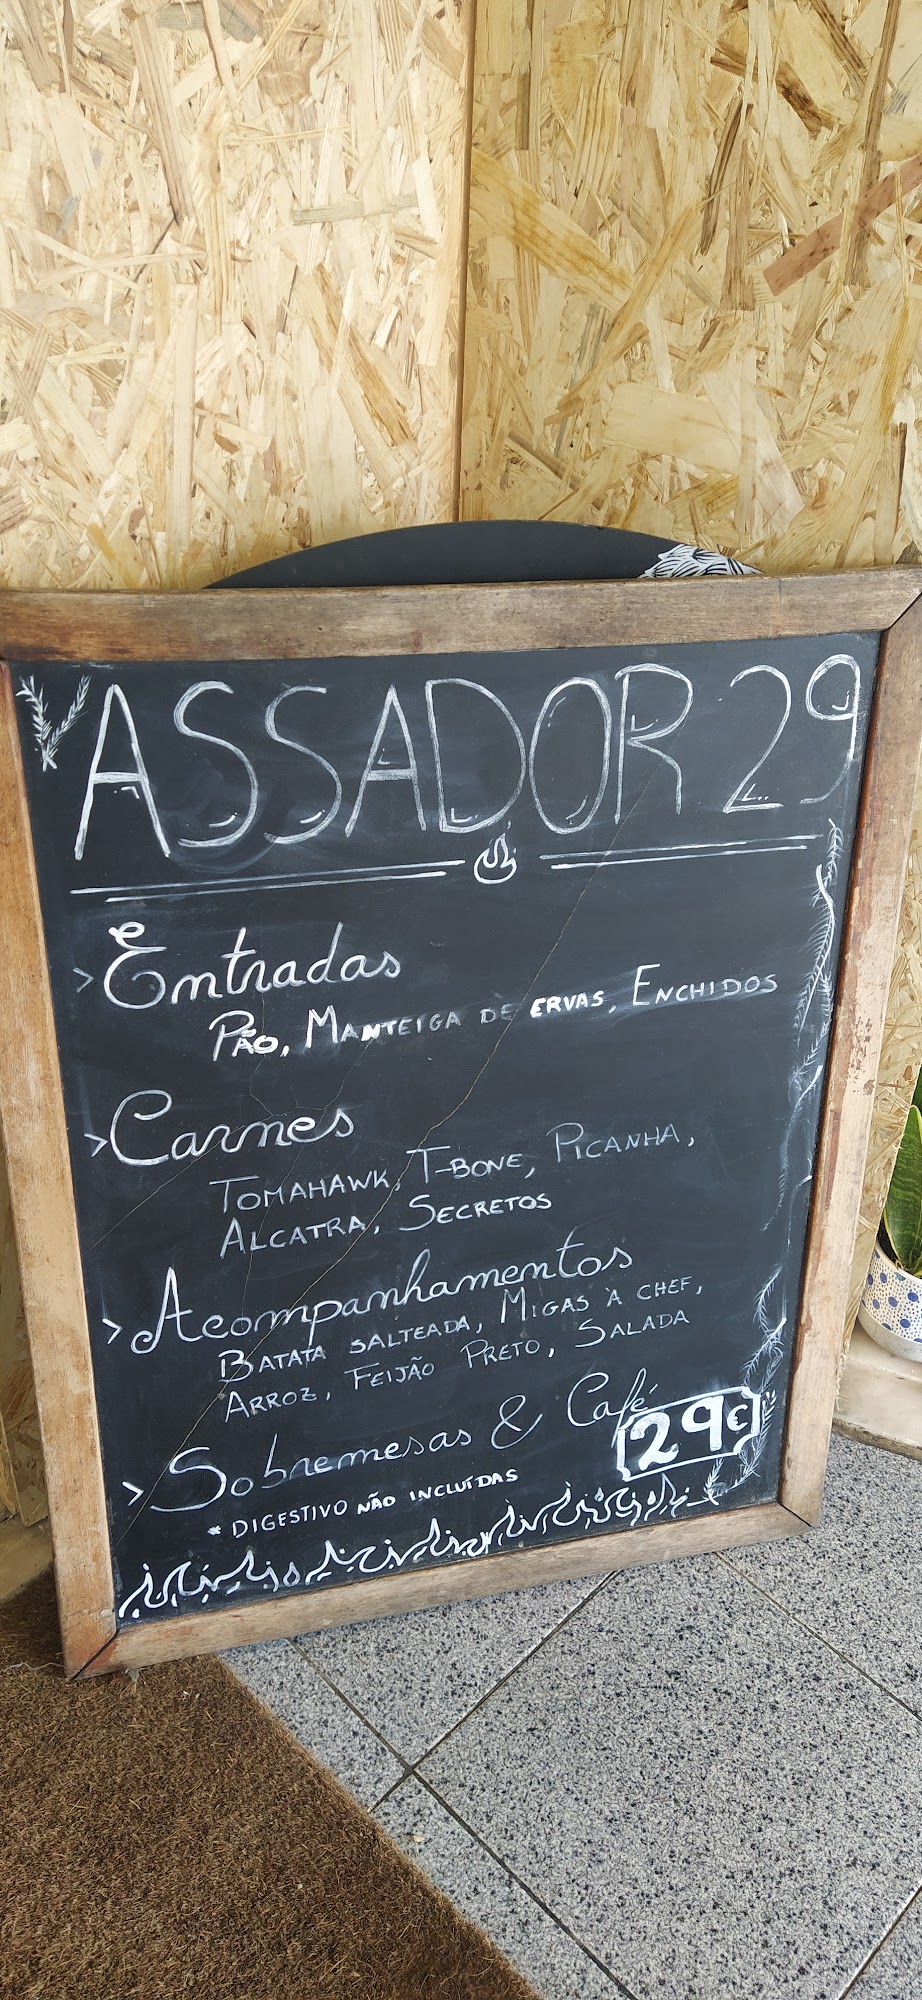 ASSADOR 29
> Entradas
PÃO, MANTEIGA DE ERVAS, ENCHIDOS
> Carnes
TOMAHAWK, T-BONE, PICANHA,
ALCATRA, SECRETOS
> Acompanhamentos
BATATA SALTEADA, MIGAS À CHEF,
ARROZ, FEIJÃO PRETO, SALADA
> Sobremesas & Café
29€
* DIGESTIVO NÃO INCLUÍDAS